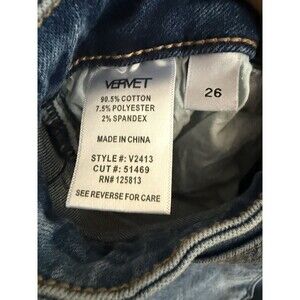 VERVET
90.5% COTTON
7.5% POLYESTER
2% SPANDEX
MADE IN CHINA
STYLE #: V2413
CUT #: 51469
RN# 125813
SEE REVERSE FOR CARE
26